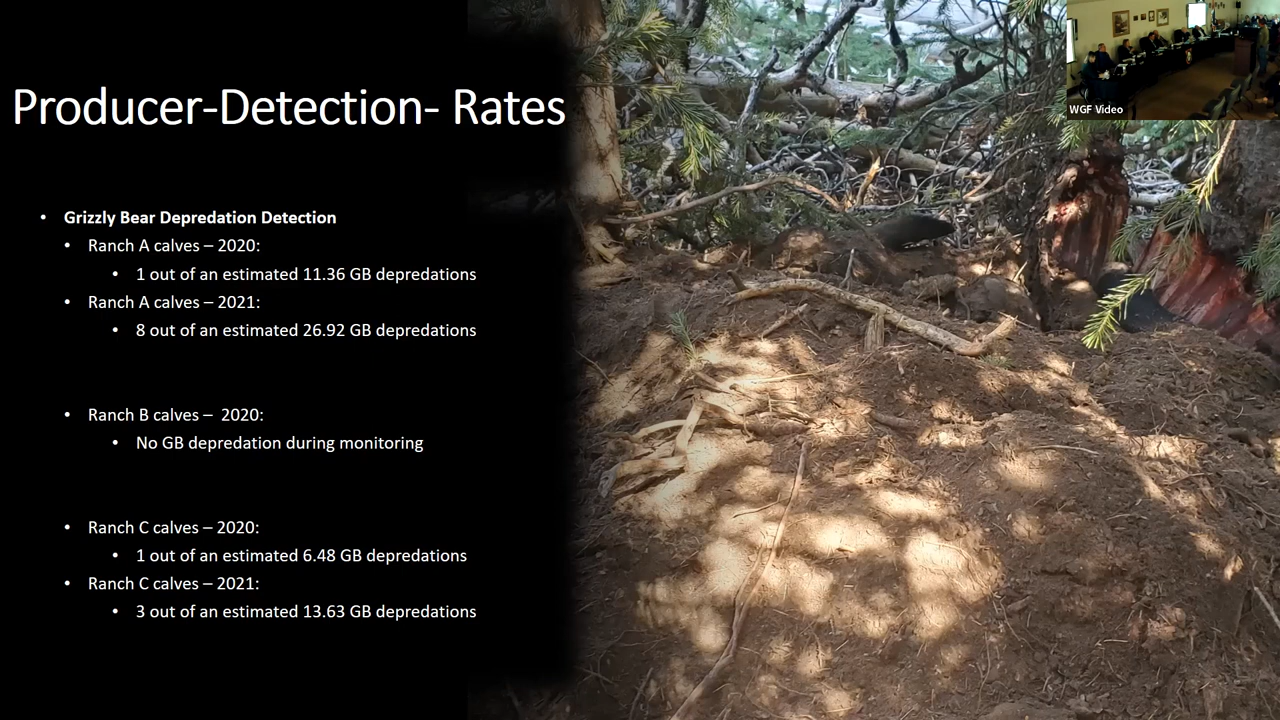 Producer-Detection- Rates
WGF Video
• Grizzly Bear Depredation Detection
• Ranch A calves – 2020:
• 1 out of an estimated 11.36 GB depredations
• Ranch A calves – 2021:
• 8 out of an estimated 26.92 GB depredations
• Ranch B calves – 2020:
• No GB depredation during monitoring
• Ranch C calves – 2020:
• 1 out of an estimated 6.48 GB depredations
• Ranch C calves – 2021:
• 3 out of an estimated 13.63 GB depredations